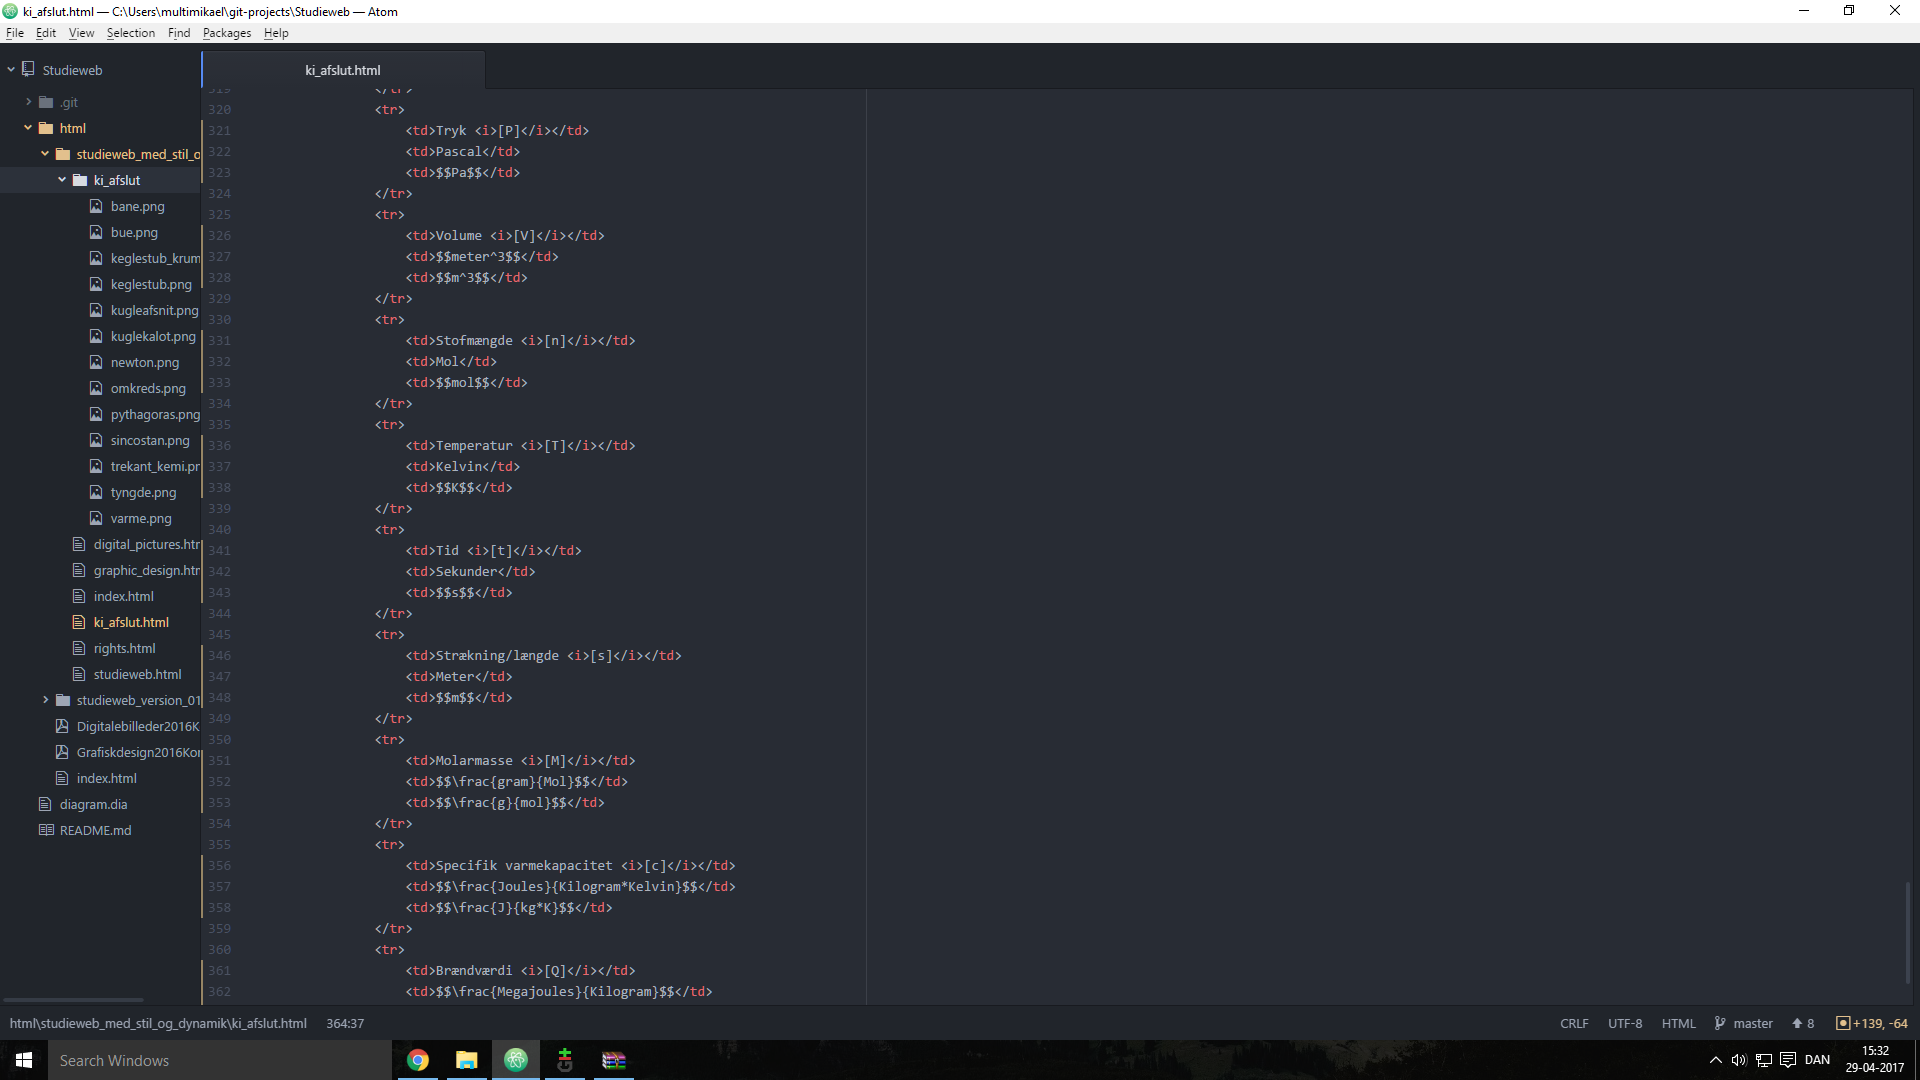 ki_afslut.html — C:\Users\multimikael\git-projects\Studieweb — Atom
File Edit View Selection Find Packages Help
Studieweb
.git
html
studieweb_med_stil_o
ki_afslut
bane.png
bue.png
keglestub_krum
keglestub.png
kugleafsnit.png
kuglekalot.png
newton.png
omkreds.png
pythagoras.png
sincostan.png
trekant_kemi.pr
tyngde.png
varme.png
digital_pictures.htr
graphic_design.htr
index.html
ki_afslut.html
rights.html
studieweb.html
studieweb_version_01
Digitalebilleder2016K
Grafiskdesign2016Kor
index.html
diagram.dia
README.md
ki_afslut.html
319 </tr>
320 <tr>
321 <td>Tryk <i>[P]</i></td>
322 <td>Pascal</td>
323 <td>$$Pa$$</td>
324 </tr>
325 <tr>
326 <td>Volume <i>[V]</i></td>
327 <td>$$meter^3$$</td>
328 <td>$$m^3$$</td>
329 </tr>
330 <tr>
331 <td>Stofmængde <i>[n]</i></td>
332 <td>Mol</td>
333 <td>$$mol$$</td>
334 </tr>
335 <tr>
336 <td>Temperatur <i>[T]</i></td>
337 <td>Kelvin</td>
338 <td>$$K$$</td>
339 </tr>
340 <tr>
341 <td>Tid <i>[t]</i></td>
342 <td>Sekunder</td>
343 <td>$$s$$</td>
344 </tr>
345 <tr>
346 <td>Strækning/længde <i>[s]</i></td>
347 <td>Meter</td>
348 <td>$$m$$</td>
349 </tr>
350 <tr>
351 <td>Molarmasse <i>[M]</i></td>
352 <td>$$\frac{gram}{Mol}$$</td>
353 <td>$$\frac{g}{mol}$$</td>
354 </tr>
355 <tr>
356 <td>Specifik varmekapacitet <i>[c]</i></td>
357 <td>$$\frac{Joules}{Kilogram*Kelvin}$$</td>
358 <td>$$\frac{J}{kg*K}$$</td>
359 </tr>
360 <tr>
361 <td>Brændværdi <i>[Q]</i></td>
362 <td>$$\frac{Megajoules}{Kilogram}$$</td>
html\studieweb_med_stil_og_dynamik\ki_afslut.html 364:37 CRLF UTF-8 HTML master 8 +139, -64
Search Windows
DAN
15:32
29-04-2017